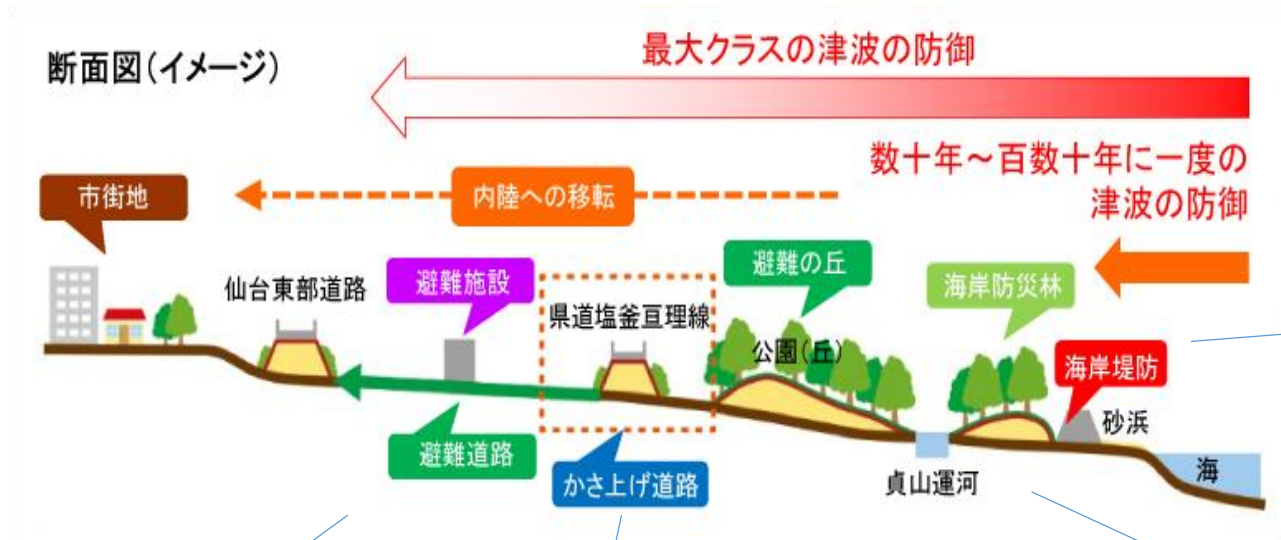 断面図(イメージ)
最大クラスの津波の防御
数十年～百数十年に一度の
津波の防御
市街地
内陸への移転
避難の丘
仙台東部道路
避難施設
県道塩釜亘理線
海岸防災林
公園(丘)
海岸堤防
砂浜
避難道路
かさ上げ道路
貞山運河
海